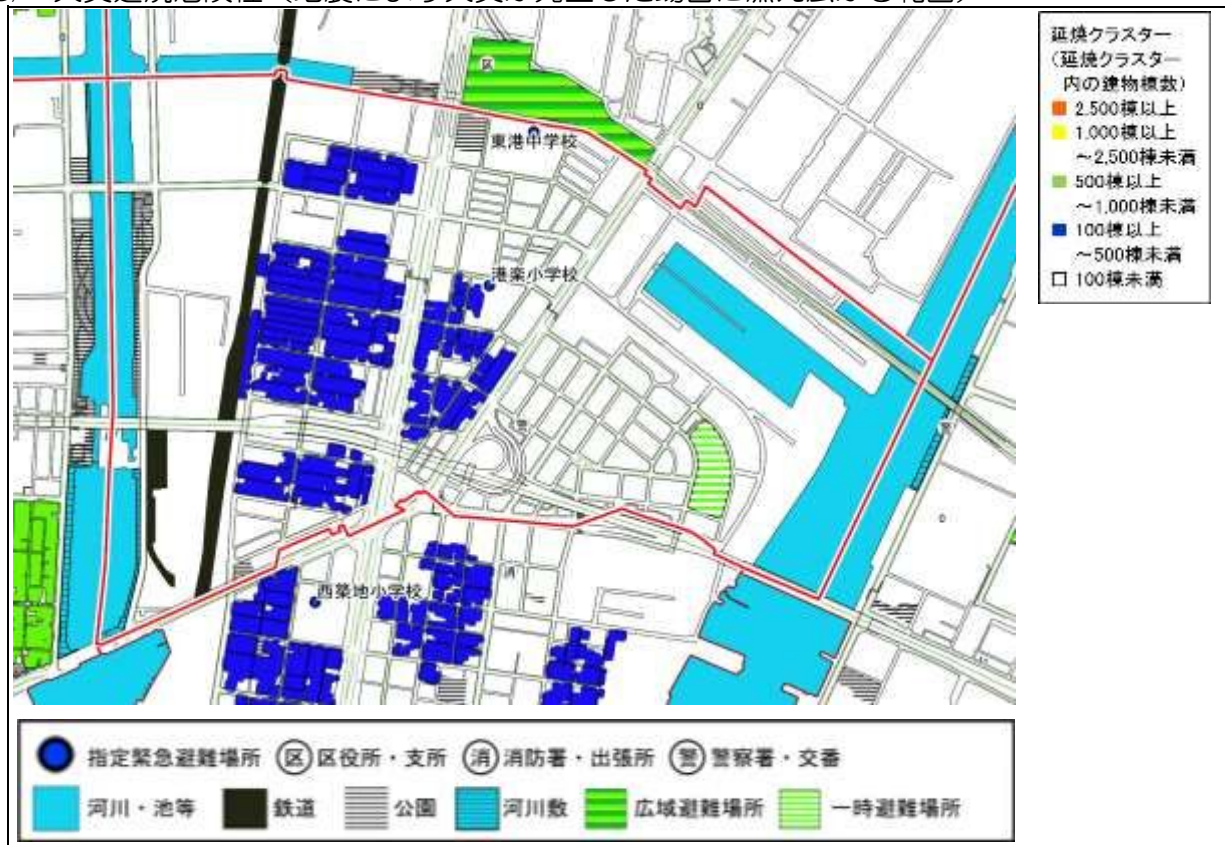 延焼クラスター
(延焼クラスター
内の建物棟数)
2,500棟以上
1,000棟以上
～2,500棟未満
500棟以上
～1,000棟未満
100棟以上
～500棟未満
100棟未満
区
東港中学校
港楽小学校
警
消
西築地小学校
指定緊急避難場所 区 区役所・支所 消 消防署・出張所 警 警察署・交番
河川・池等 鉄道 公園 河川敷 広域避難場所 一時避難場所